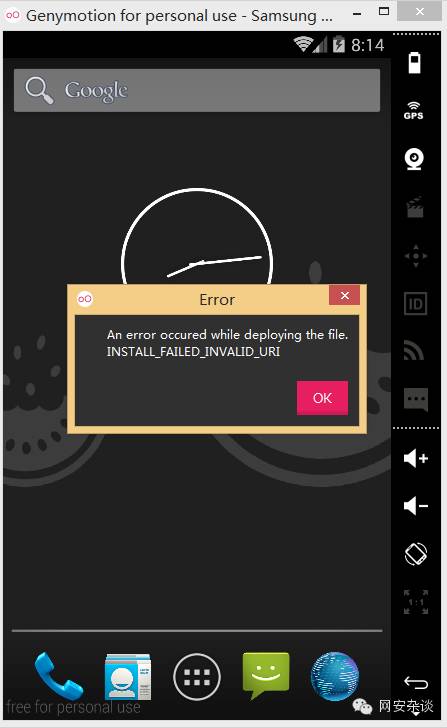 Genymotion for personal use - Samsung ...
8:14
Google
GPS
Error
An error occured while deploying the file.
INSTALL_FAILED_INVALID_URI
OK
ID
1:1
free for personal use
网安杂谈